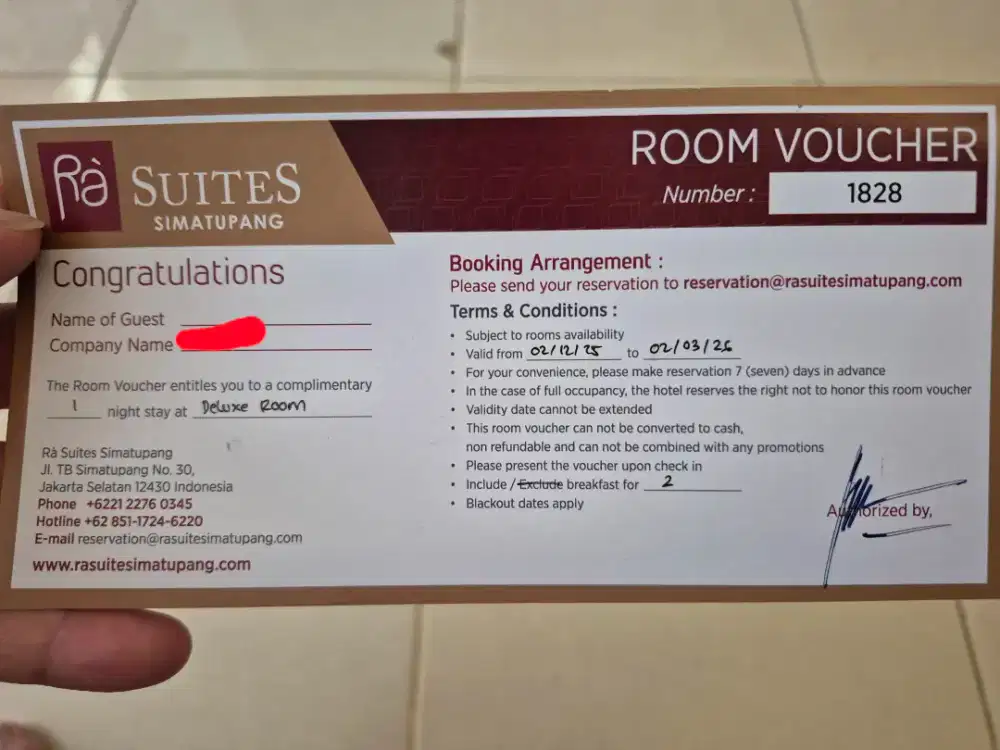 Rà SUITES
SIMATUPANG
ROOM VOUCHER
Number : 1828
Congratulations
Name of Guest
Company Name
The Room Voucher entitles you to a complimentary
1 night stay at Deluxe Room
Rà Suites Simatupang
Jl. TB Simatupang No. 30,
Jakarta Selatan 12430 Indonesia
Phone +6221 2276 0345
Hotline +62 851-1724-6220
E-mail reservation@rasuitesimatupang.com
www.rasuitesimatupang.com
Booking Arrangement :
Please send your reservation to reservation@rasuitesimatupang.com
Terms & Conditions :
• Subject to rooms availability
• Valid from 02/12/25 to 02/03/26
• For your convenience, please make reservation 7 (seven) days in advance
• In the case of full occupancy, the hotel reserves the right not to honor this room voucher
• Validity date cannot be extended
• This room voucher can not be converted to cash,
non refundable and can not be combined with any promotions
• Please present the voucher upon check in
• Include / Exclude breakfast for 2
• Blackout dates apply
Authorized by,